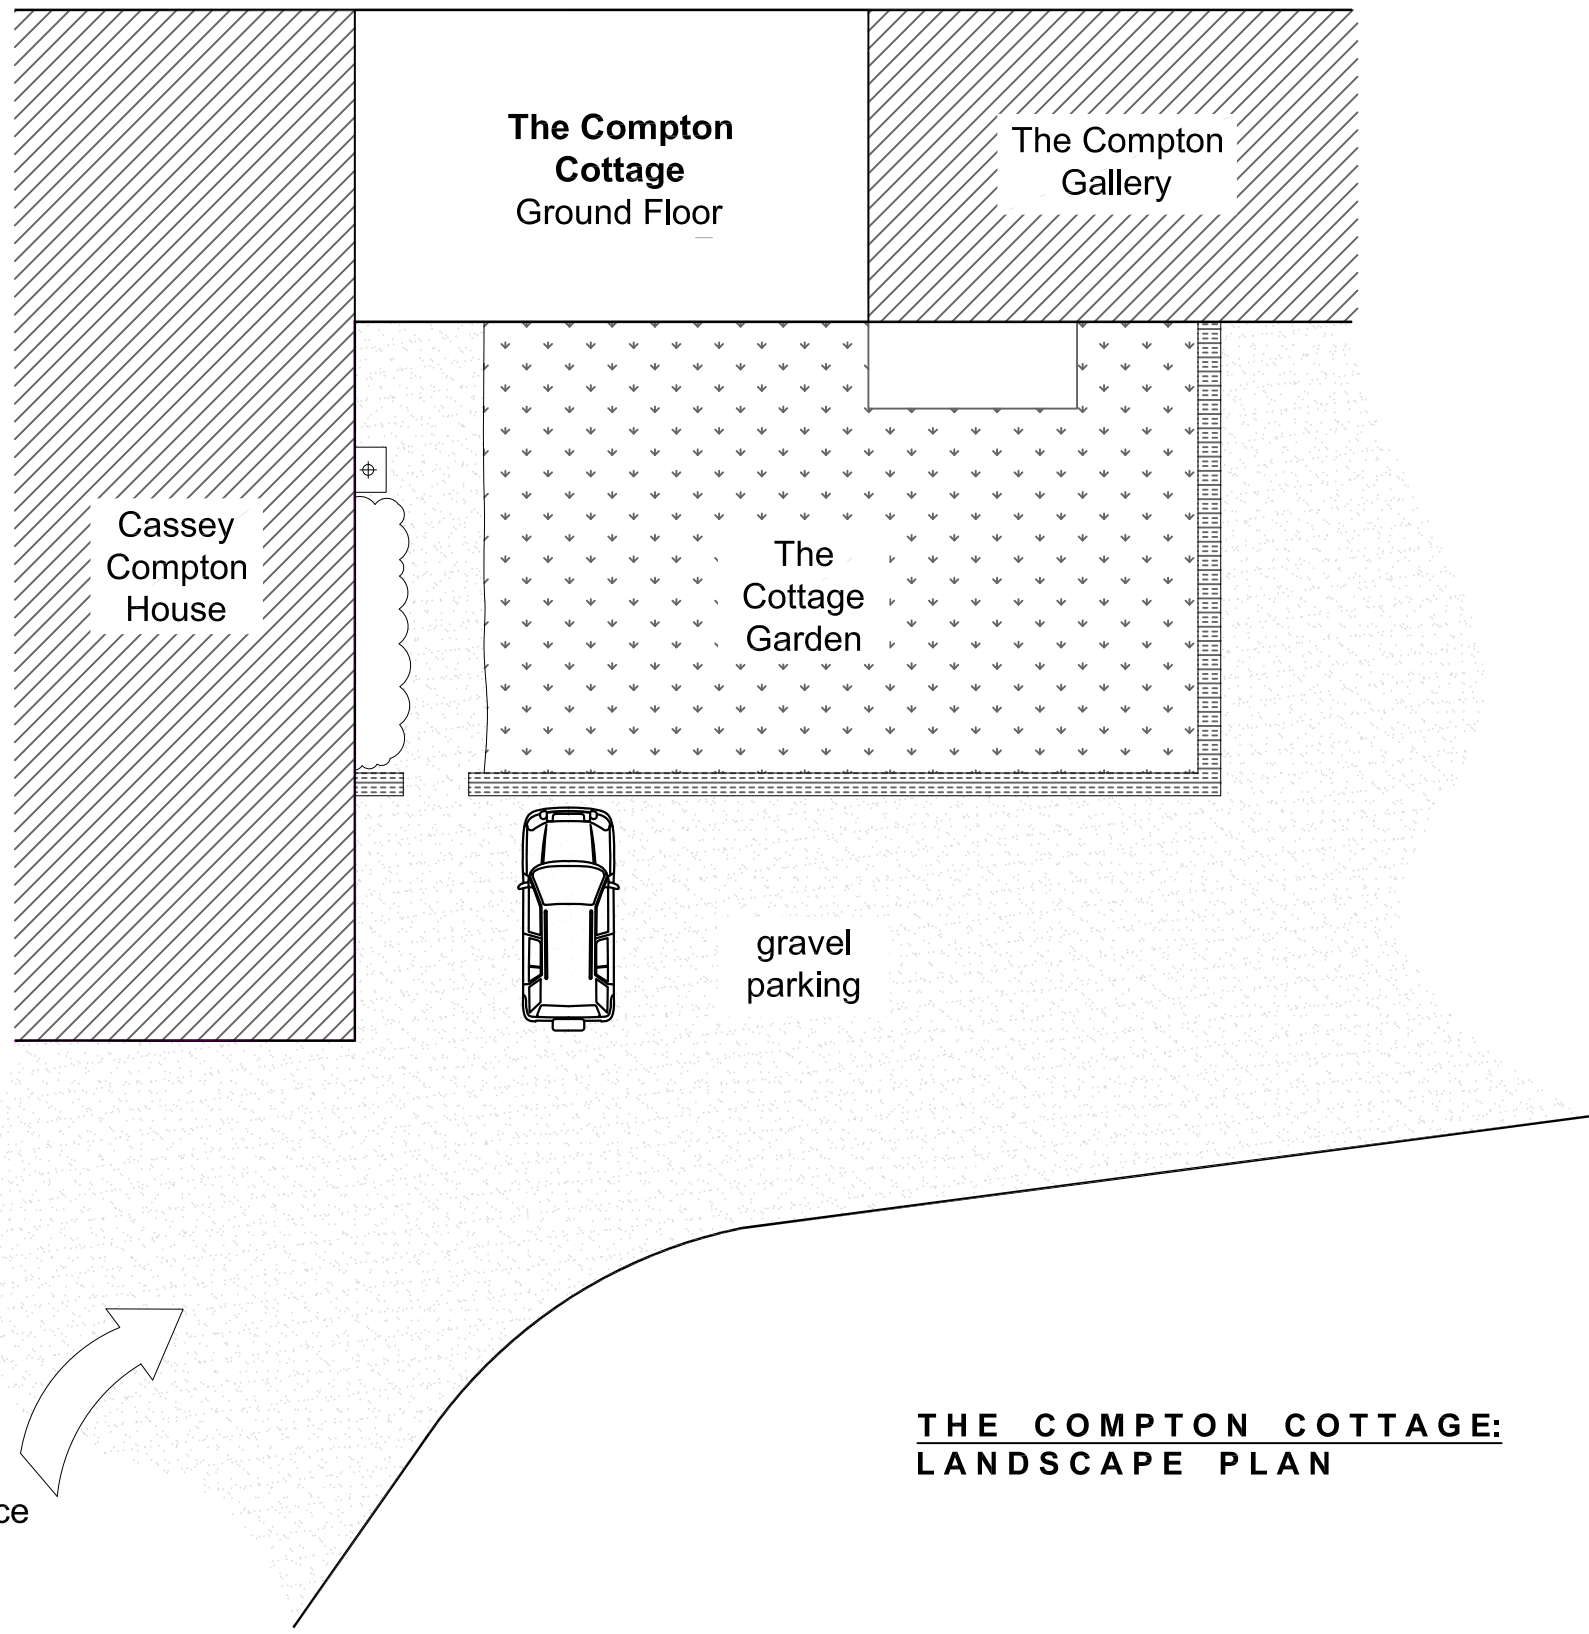 The Compton
Cottage
Ground Floor
The Compton
Gallery
Cassey
Compton
House
The
Cottage
Garden
gravel
parking
THE COMPTON COTTAGE:
LANDSCAPE PLAN